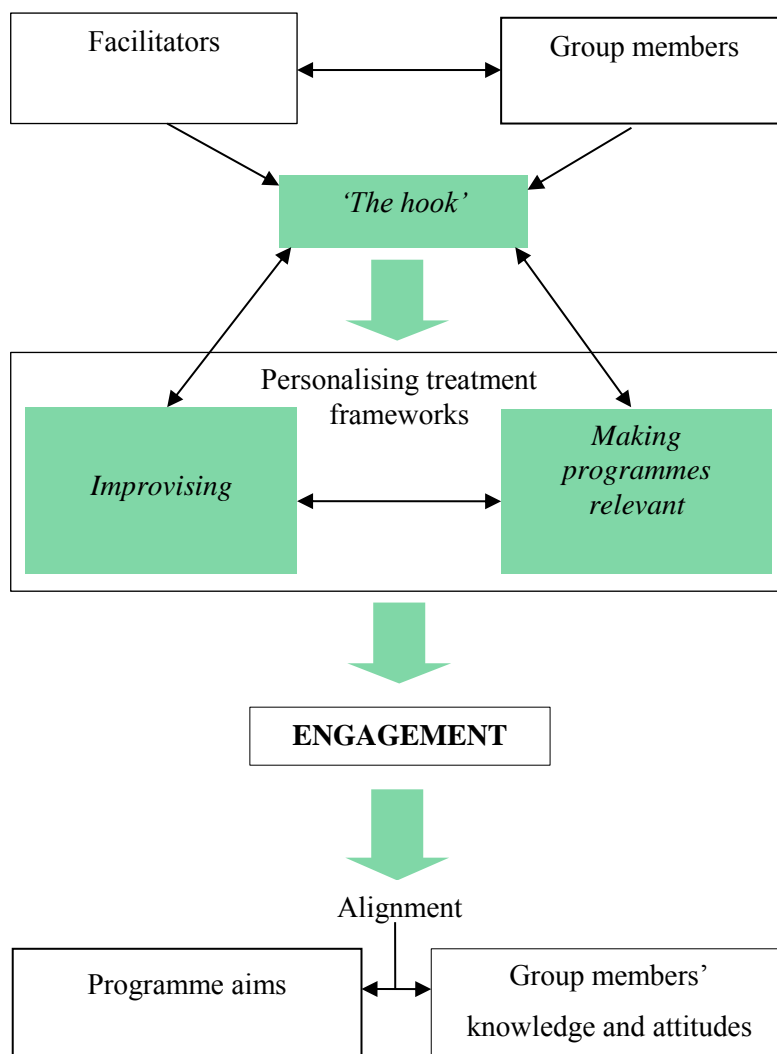 Facilitators
Group members
‘The hook’
Personalising treatment
frameworks
Improvising
Making
programmes
relevant
ENGAGEMENT
Alignment
Programme aims
Group members’
knowledge and attitudes